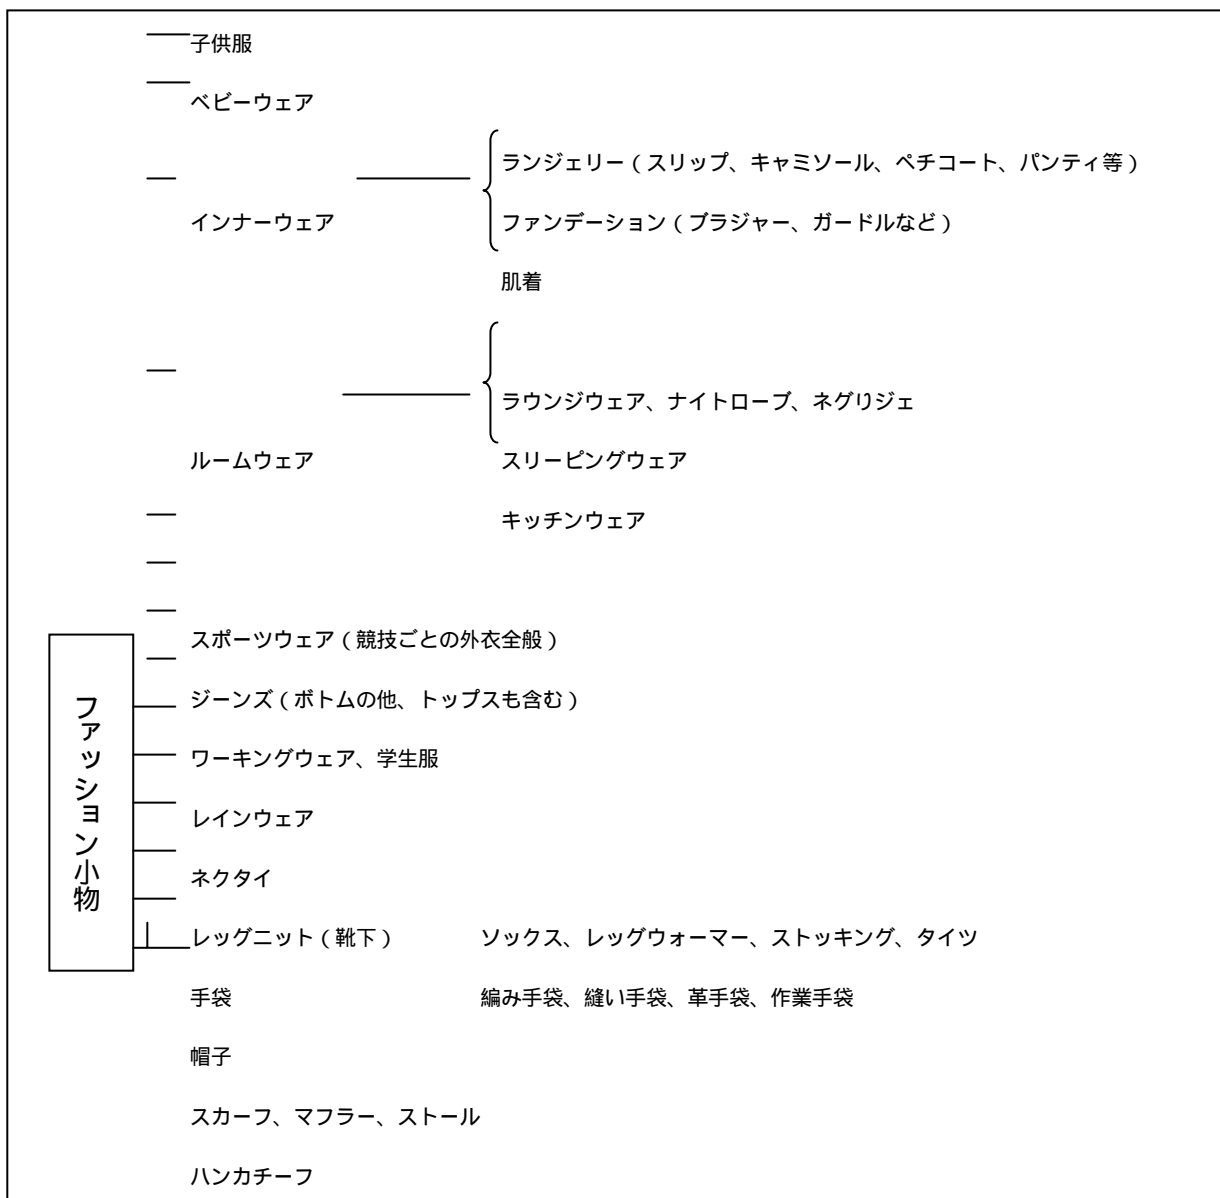 子供服
ベビーウェア
ランジェリー（スリップ、キャミソール、ペチコート、パンティ等）
インナーウェア　ファンデーション（ブラジャー、ガードルなど）
肌着
ラウンジウェア、ナイトローブ、ネグりジェ
ルームウェア　スリーピングウェア
キッチンウェア
スポーツウェア（競技ごとの外衣全般）
ジーンズ（ボトムの他、トップスも含む）
ワーキングウェア、学生服
レインウェア
ネクタイ
レッグニット（靴下）　ソックス、レッグウォーマー、ストッキング、タイツ
手袋　編み手袋、縫い手袋、革手袋、作業手袋
帽子
スカーフ、マフラー、ストール
ハンカチーフ
ファッション小物